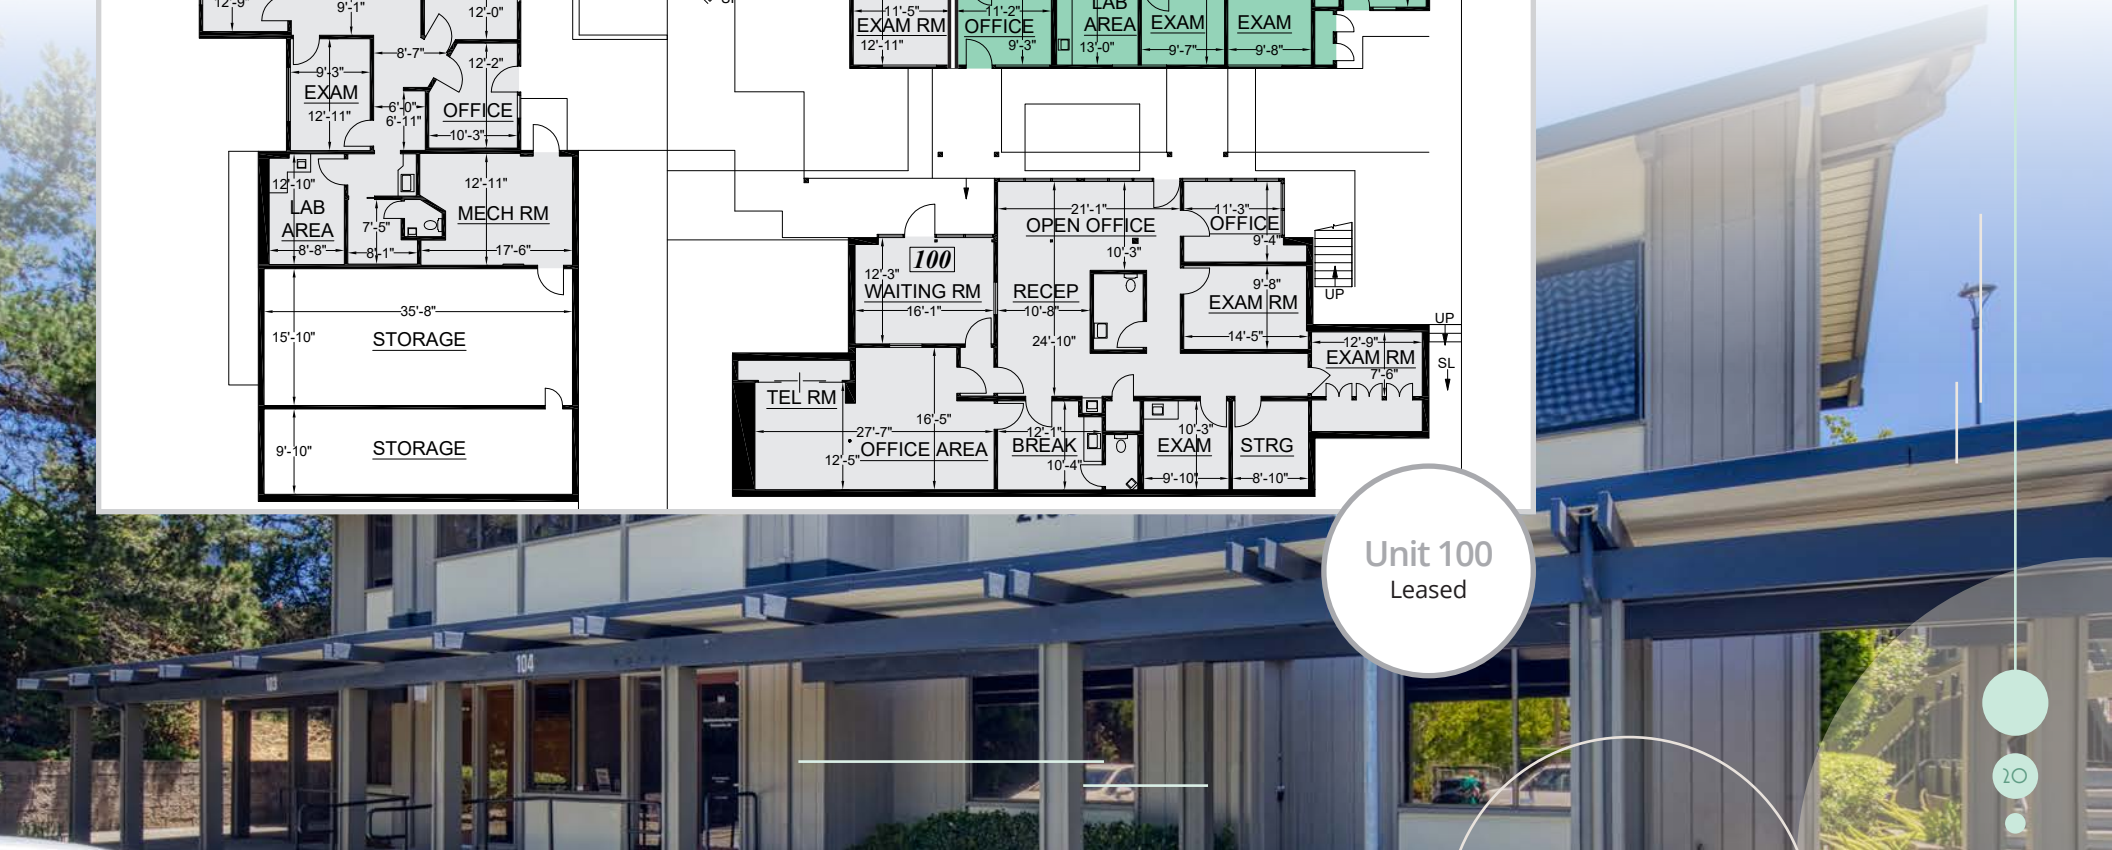 12'-9"
9'-1"
12'-0"
8'-7"
12'-2"
9'-3"
EXAM
12'-11"
6'-0"
6'-11"
OFFICE
10'-3"
12'-10"
LAB
AREA
8'-8"
7'-5"
8'-1"
12'-11"
MECH RM
17'-6"
35'-8"
15'-10"
STORAGE
9'-10"
STORAGE
11'-5"
EXAM RM
12'-11"
11'-2"
OFFICE
9'-3"
LAB
AREA
13'-0"
EXAM
9'-7"
EXAM
9'-8"
21'-1"
OPEN OFFICE
10'-3"
11'-3"
OFFICE
9'-4"
100
12'-3"
WAITING RM
16'-1"
RECEP
10'-8"
24'-10"
9'-8"
EXAM RM
14'-5"
UP
UP
SL
12'-9"
EXAM RM
7'-6"
TEL RM
27'-7"
16'-5"
12'-5"
OFFICE AREA
12'-1"
BREAK
10'-4"
10'-3"
EXAM
9'-10"
STRG
8'-10"
Unit 100
Leased
103
104
20